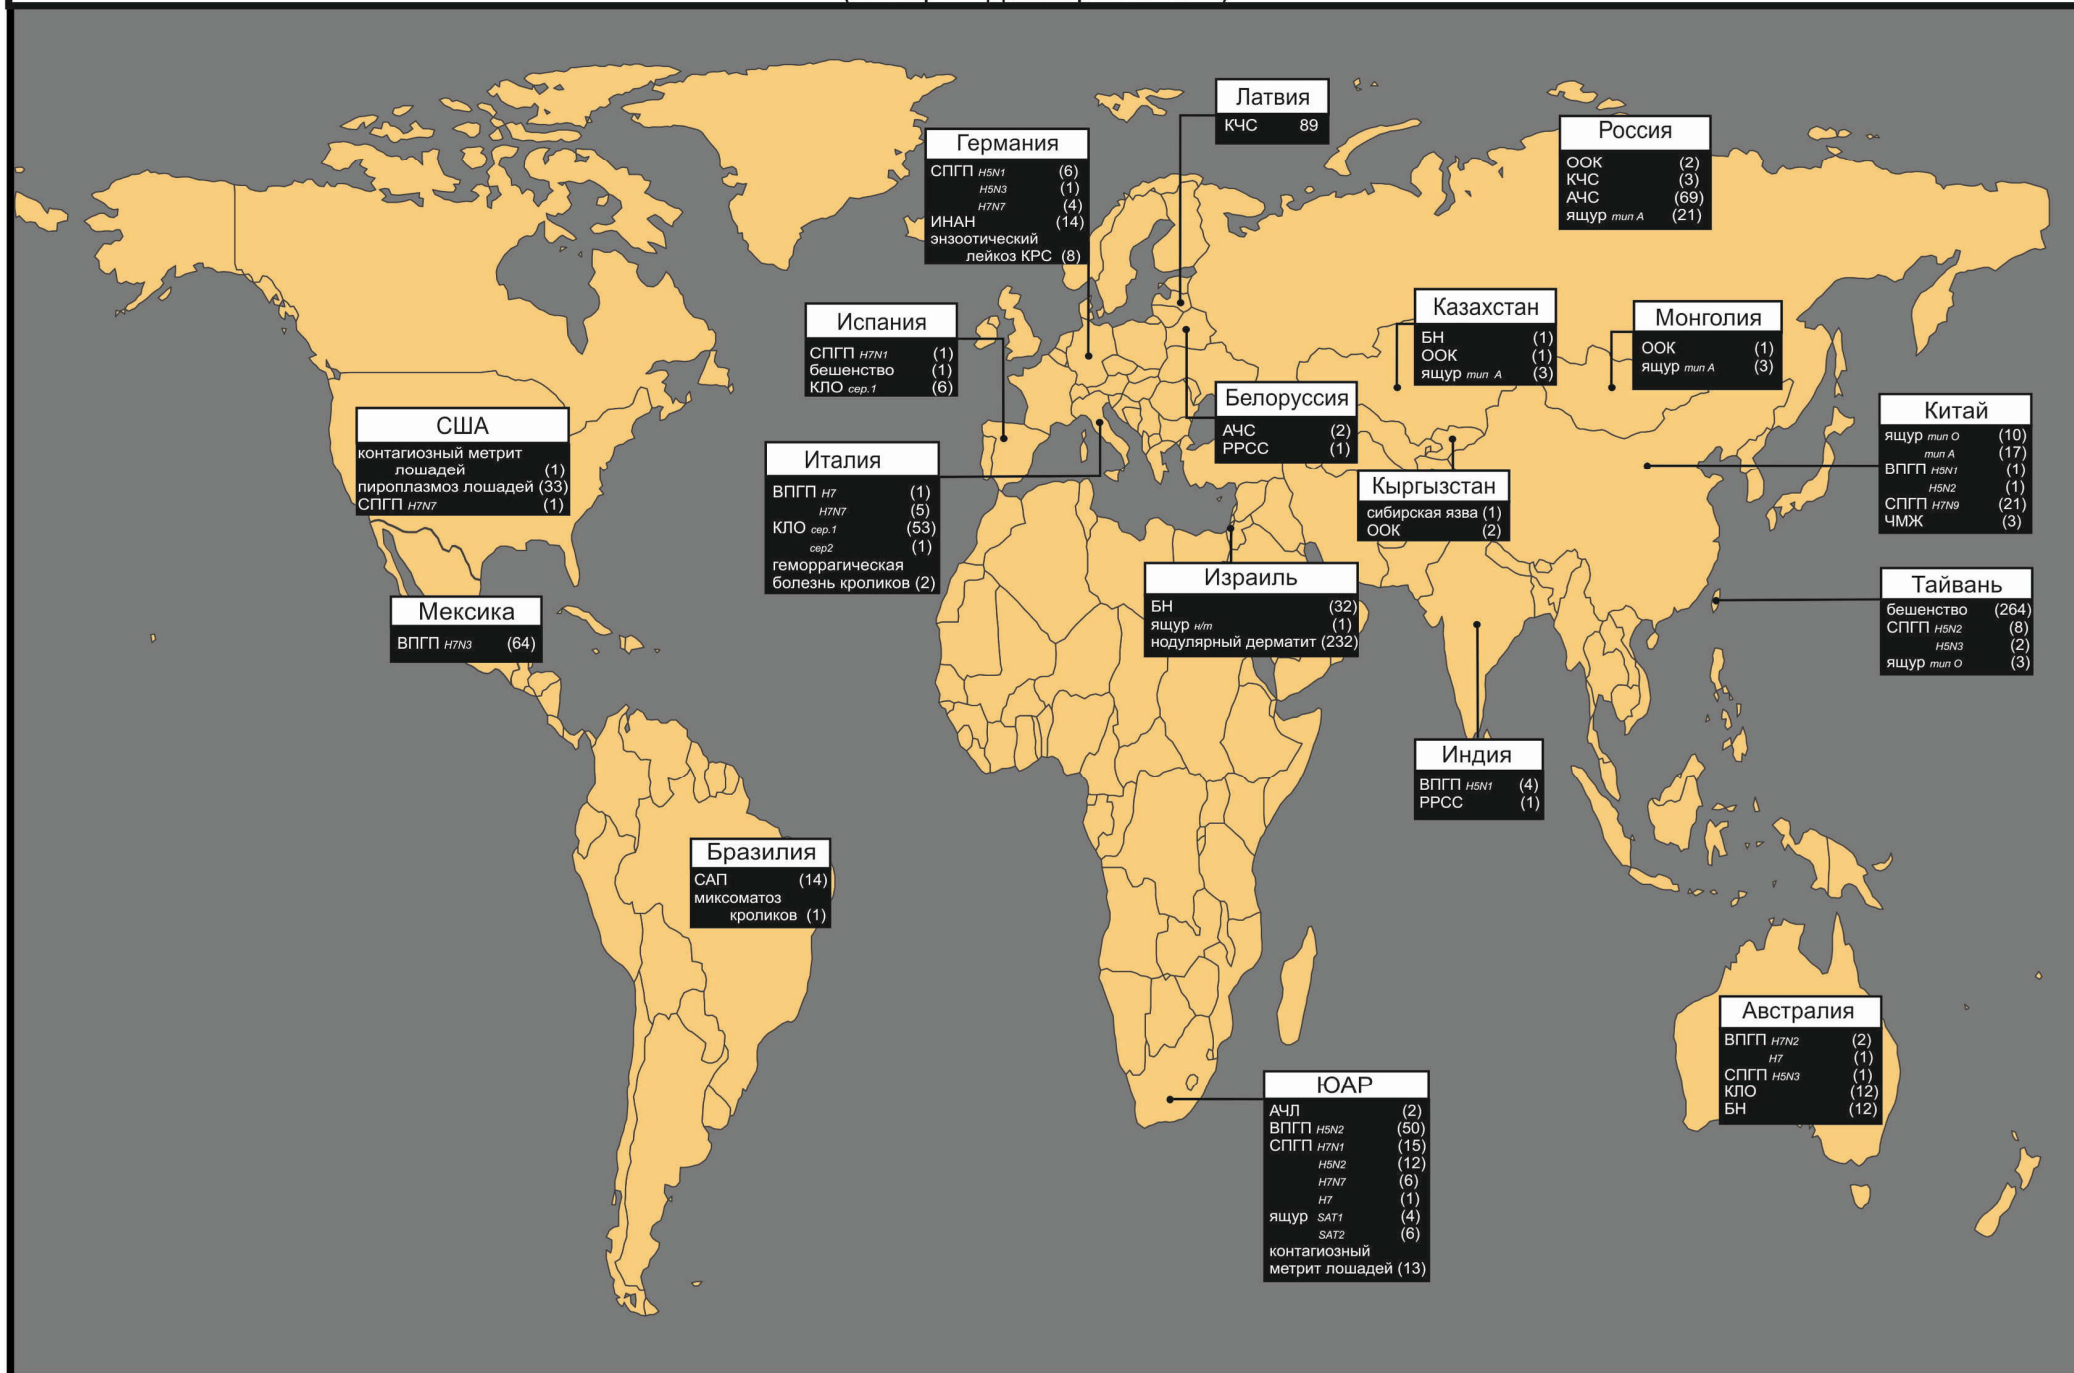 Латвия
КЧС 89
Германия
СПГП H5N1 (6)
H5N3 (1)
H7N7 (4)
ИНАН (14)
энзоотический
лейкоз КРС (8)
Россия
ООК (2)
КЧС (3)
АЧС (69)
ящур тип А (21)
Испания
СПГП H7N1 (1)
бешенство (1)
КЛО сер.1 (6)
Казахстан
БН (1)
ООК (1)
ящур тип А (3)
Монголия
ООК (1)
ящур тип А (3)
Белоруссия
АЧС (2)
РРСС (1)
Китай
ящур тип О (10)
тип А (17)
ВПГП H5N1 (1)
H5N2 (1)
СПГП H7N9 (21)
ЧМЖ (3)
США
контагиозный метрит
лошадей (1)
пироплазмоз лошадей (33)
СПГП H7N7 (1)
Италия
ВПГП H7 (1)
H7N7 (5)
КЛО сер.1 (53)
сер2 (1)
геморрагическая
болезнь кроликов (2)
Кыргызстан
сибирская язва (1)
ООК (2)
Израиль
БН (32)
ящур н/т (1)
нодулярный дерматит (232)
Тайвань
бешенство (264)
СПГП H5N2 (8)
H5N3 (2)
ящур тип О (3)
Мексика
ВПГП H7N3 (64)
Индия
ВПГП H5N1 (4)
РРСС (1)
Бразилия
САП (14)
миксоматоз
кроликов (1)
Австралия
ВПГП H7N2 (2)
H7 (1)
СПГП H5N3 (1)
КЛО (12)
БН (12)
ЮАР
АЧЛ (2)
ВПГП H5N2 (50)
СПГП H7N1 (15)
H5N2 (12)
H7N7 (6)
H7 (1)
ящур SAT1 (4)
SAT2 (6)
контагиозный
метрит лошадей (13)